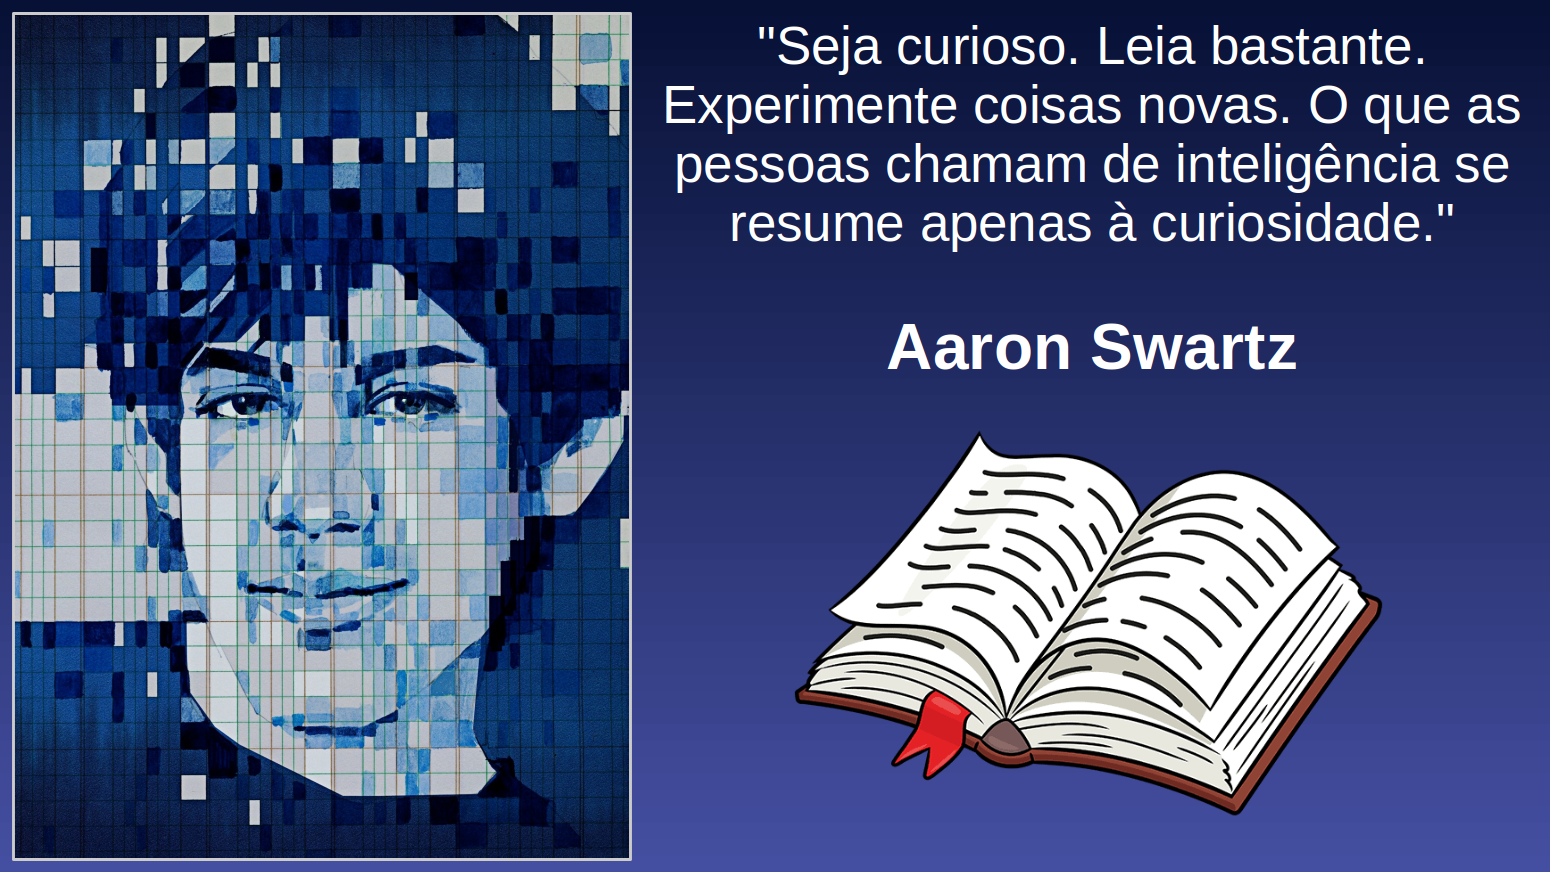 "Seja curioso. Leia bastante.
Experimente coisas novas. O que as
pessoas chamam de inteligência se
resume apenas à curiosidade."
Aaron Swartz